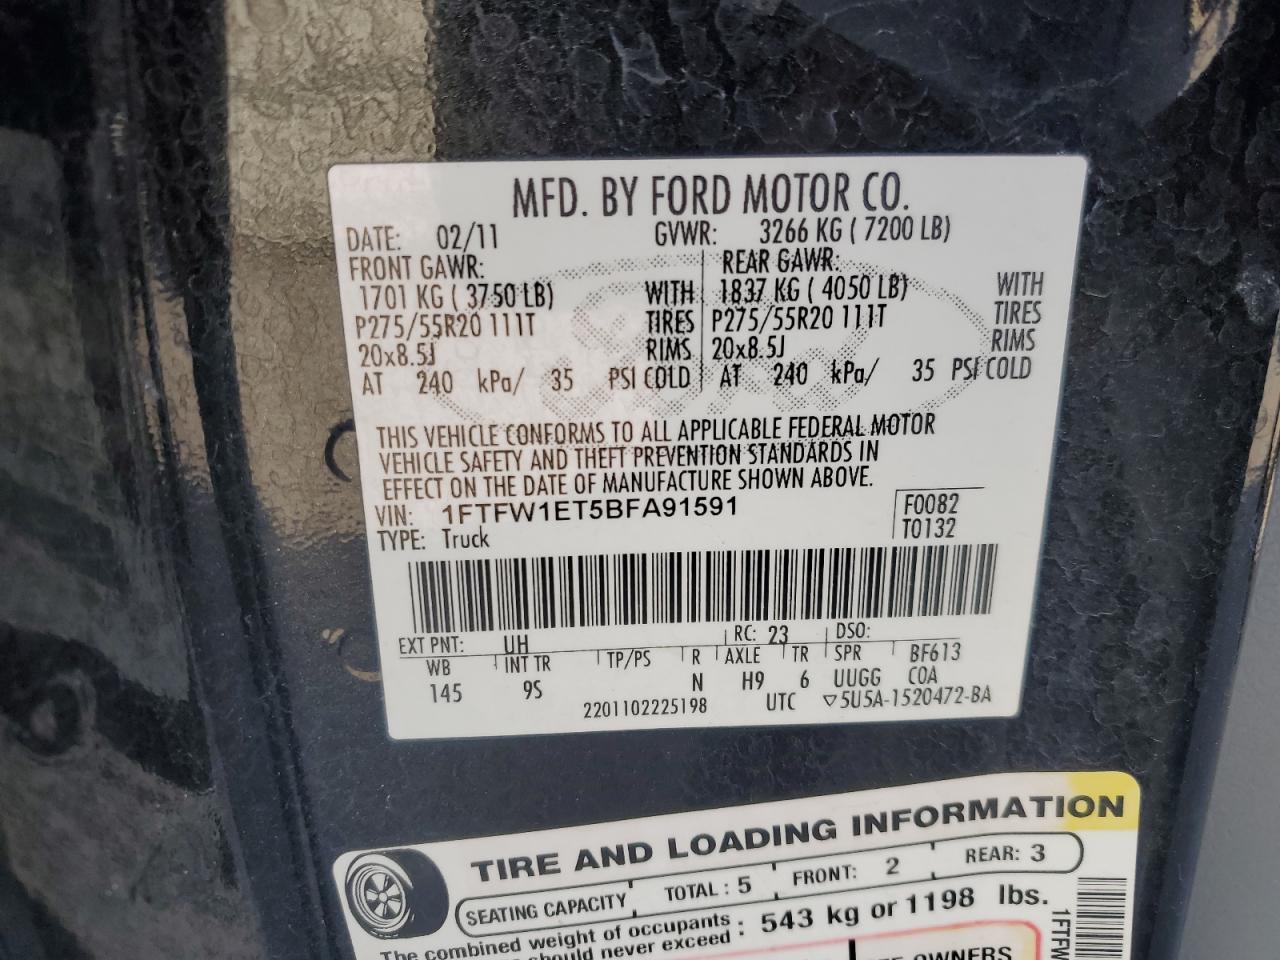 MFD. BY FORD MOTOR CO.
DATE: 02/11 GVWR: 3266 KG ( 7200 LB)
FRONT GAWR: REAR GAWR:
1701 KG ( 3750 LB) WITH 1837 KG ( 4050 LB) WITH
P275/55R20 111T TIRES P275/55R20 111T TIRES
20x8.5J RIMS 20x8.5J RIMS
AT 240 kPa/ 35 PSI COLD AT 240 kPa/ 35 PSI COLD
THIS VEHICLE CONFORMS TO ALL APPLICABLE FEDERAL MOTOR
VEHICLE SAFETY AND THEFT PREVENTION STANDARDS IN
EFFECT ON THE DATE OF MANUFACTURE SHOWN ABOVE.
VIN: 1FTFW1ET5BFA91591 F0082
TYPE: Truck T0132
EXT PNT: UH RC: 23 DSO:
WB INT TR TP/PS R AXLE TR SPR BF613
145 9S N H9 6 UUGG COA
2201102225198 UTC ▽5U5A-1520472-BA
TIRE AND LOADING INFORMATION
SEATING CAPACITY TOTAL : 5 FRONT: 2 REAR: 3
The combined weight of occupants : 543 kg or 1198 lbs.
should never exceed :
OWNERS
1FTFW